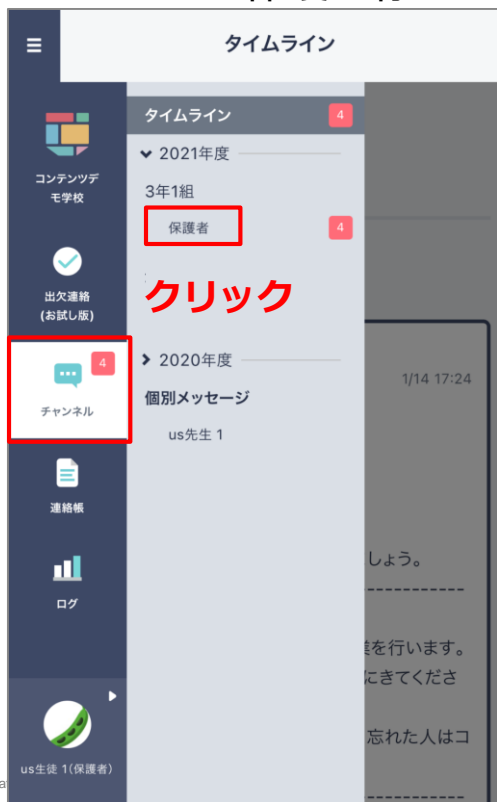 タイムライン
タイムライン 4
2021年度
3年1組
保護者 4
クリック
2020年度
個別メッセージ
us先生 1
コンテンツデ
モ学校
出欠連絡
(お試し版)
4
チャンネル
連絡帳
ログ
us生徒 1(保護者)
1/14 17:24
しょう。
-----------
を行います。
にきてくださ
忘れた人はコ
-----------